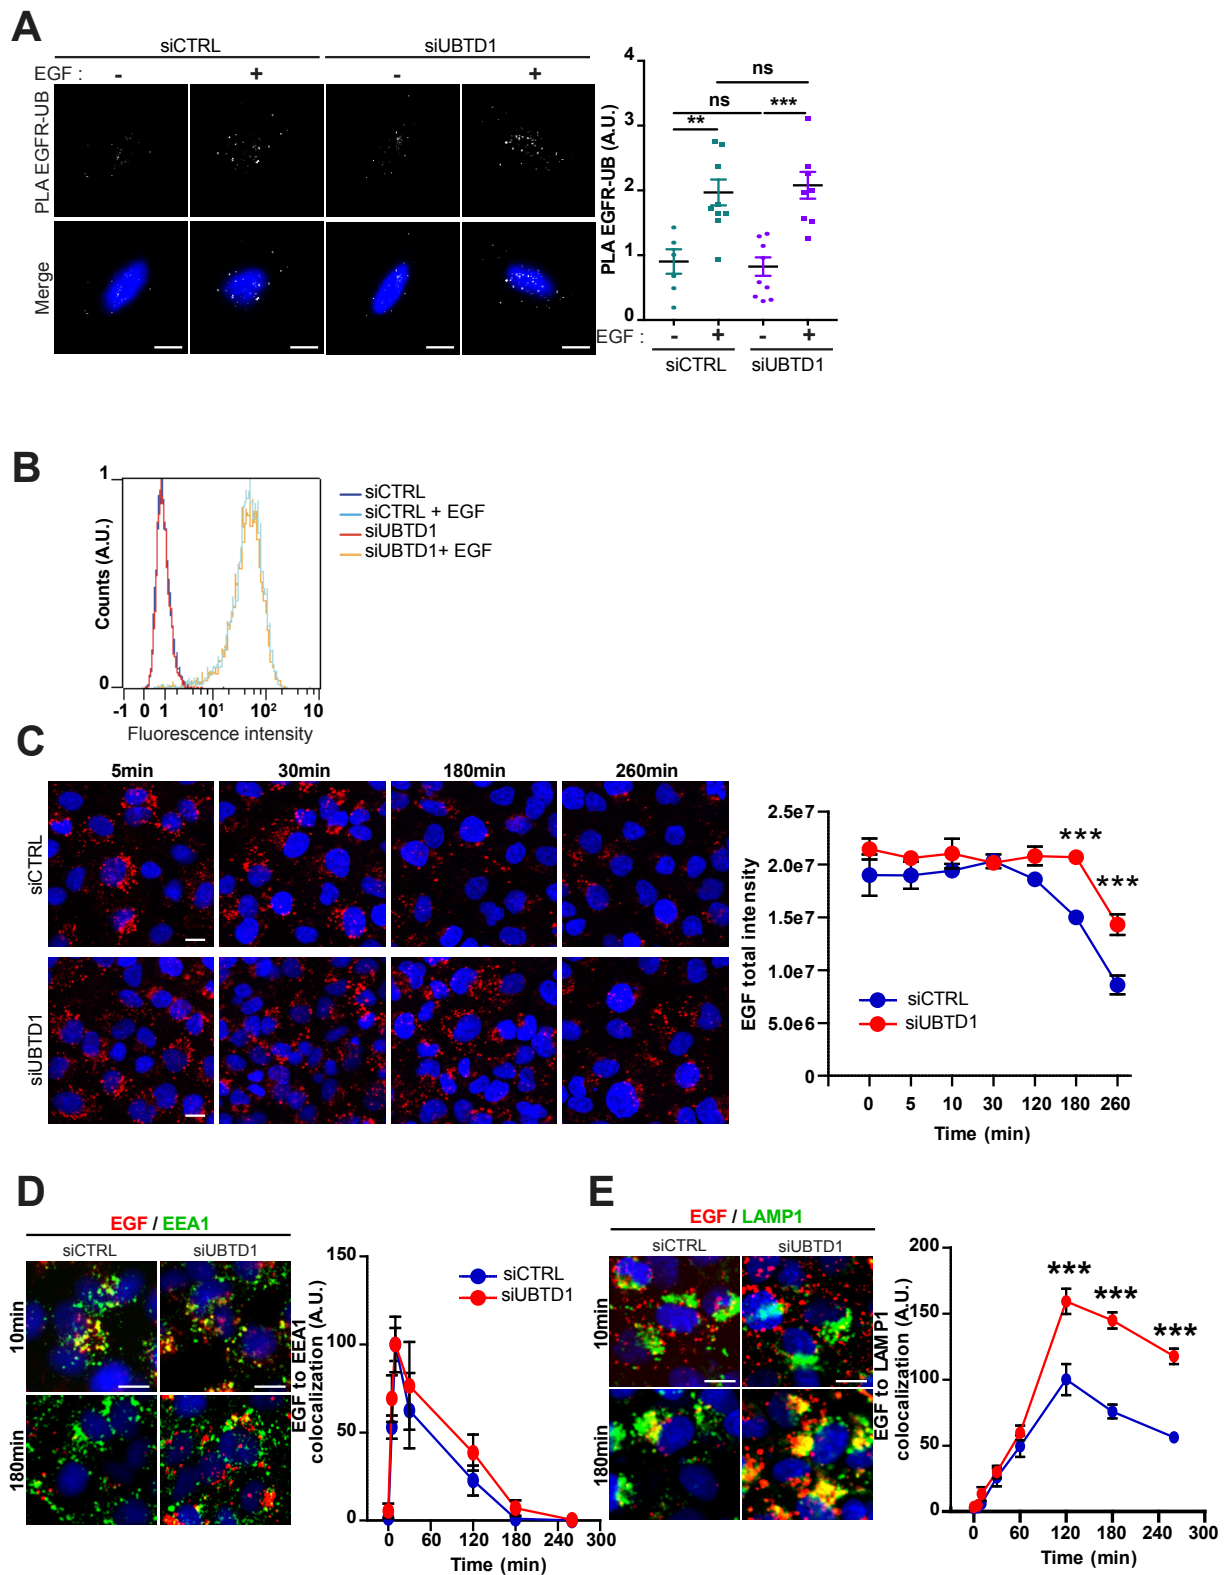 A
siCTRL siUBTD1
EGF : - + - +
PLA EGFR-UB
Merge
PLA EGFR-UB (A.U.)
4
3
2
1
0
ns
ns ***
**
EGF : - + - +
siCTRL siUBTD1
B
Counts (A.U.)
1
0
-1 0 1 10¹ 10² 10
Fluorescence intensity
siCTRL
siCTRL + EGF
siUBTD1
siUBTD1+ EGF
C
5min 30min 180min 260min
siCTRL
siUBTD1
EGF total intensity
2.5e7
2.0e7
1.5e7
1.0e7
5.0e6
0
***
***
siCTRL
siUBTD1
0 5 10 30 120 180 260
Time (min)
D
EGF / EEA1
siCTRL siUBTD1
10min
180min
EGF to EEA1
colocalization (A.U.)
150
100
50
0
siCTRL
siUBTD1
0 60 120 180 240 300
Time (min)
E
EGF / LAMP1
siCTRL siUBTD1
10min
180min
EGF to LAMP1
colocalization (A.U.)
200
150
100
50
0
*** *** ***
0 60 120 180 240 300
Time (min)